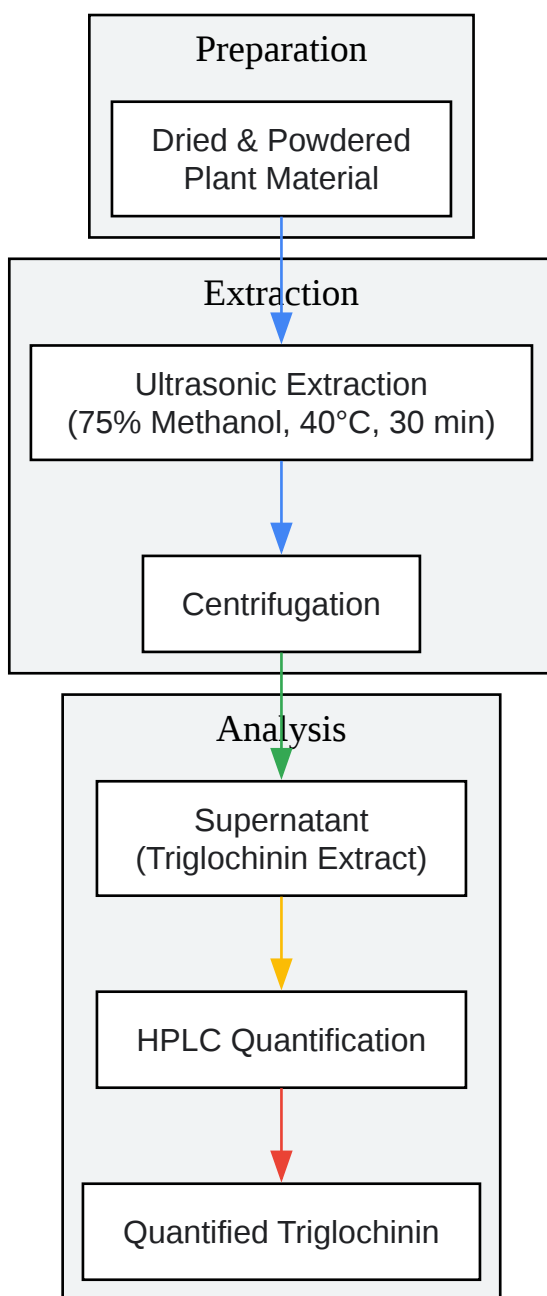 Preparation
Dried & Powdered
Plant Material
Extraction
Ultrasonic Extraction
(75% Methanol, 40°C, 30 min)
Centrifugation
Analysis
Supernatant
(Triglochinin Extract)
HPLC Quantification
Quantified Triglochinin